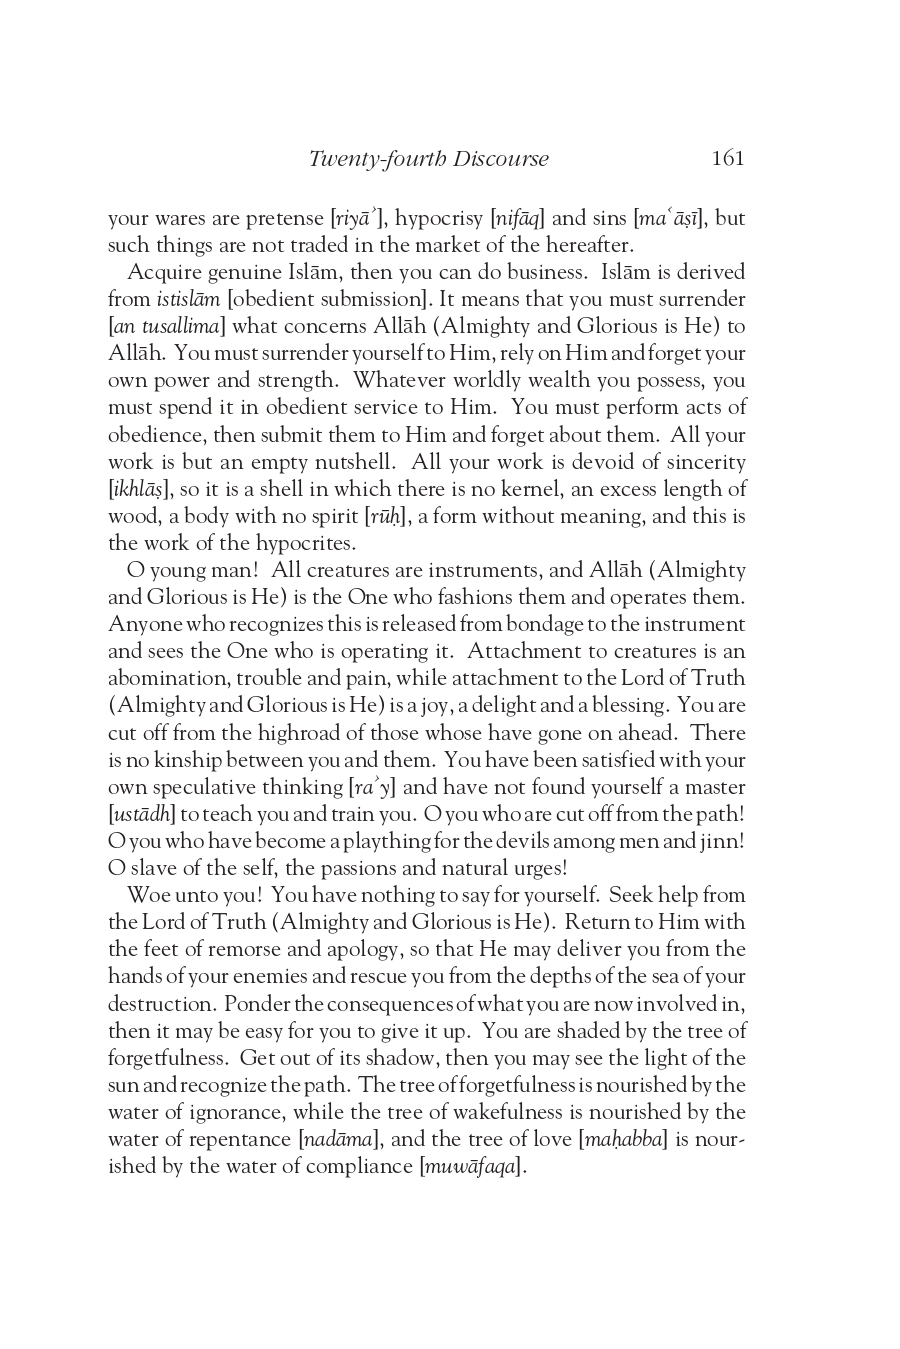 Twenty-fourth Discourse 161
your wares are pretense [riyāʾ], hypocrisy [nifāq] and sins [maʿāṣī], but
such things are not traded in the market of the hereafter.
Acquire genuine Islām, then you can do business. Islām is derived
from istislām [obedient submission]. It means that you must surrender
[an tusallima] what concerns Allāh (Almighty and Glorious is He) to
Allāh. You must surrender yourself to Him, rely on Him and forget your
own power and strength. Whatever worldly wealth you possess, you
must spend it in obedient service to Him. You must perform acts of
obedience, then submit them to Him and forget about them. All your
work is but an empty nutshell. All your work is devoid of sincerity
[ikhlāṣ], so it is a shell in which there is no kernel, an excess length of
wood, a body with no spirit [rūḥ], a form without meaning, and this is
the work of the hypocrites.
O young man! All creatures are instruments, and Allāh (Almighty
and Glorious is He) is the One who fashions them and operates them.
Anyone who recognizes this is released from bondage to the instrument
and sees the One who is operating it. Attachment to creatures is an
abomination, trouble and pain, while attachment to the Lord of Truth
(Almighty and Glorious is He) is a joy, a delight and a blessing. You are
cut off from the highroad of those whose have gone on ahead. There
is no kinship between you and them. You have been satisfied with your
own speculative thinking [raʾy] and have not found yourself a master
[ustādh] to teach you and train you. O you who are cut off from the path!
O you who have become a plaything for the devils among men and jinn!
O slave of the self, the passions and natural urges!
Woe unto you! You have nothing to say for yourself. Seek help from
the Lord of Truth (Almighty and Glorious is He). Return to Him with
the feet of remorse and apology, so that He may deliver you from the
hands of your enemies and rescue you from the depths of the sea of your
destruction. Ponder the consequences of what you are now involved in,
then it may be easy for you to give it up. You are shaded by the tree of
forgetfulness. Get out of its shadow, then you may see the light of the
sun and recognize the path. The tree of forgetfulness is nourished by the
water of ignorance, while the tree of wakefulness is nourished by the
water of repentance [nadāma], and the tree of love [maḥabba] is nour-
ished by the water of compliance [muwāfaqa].